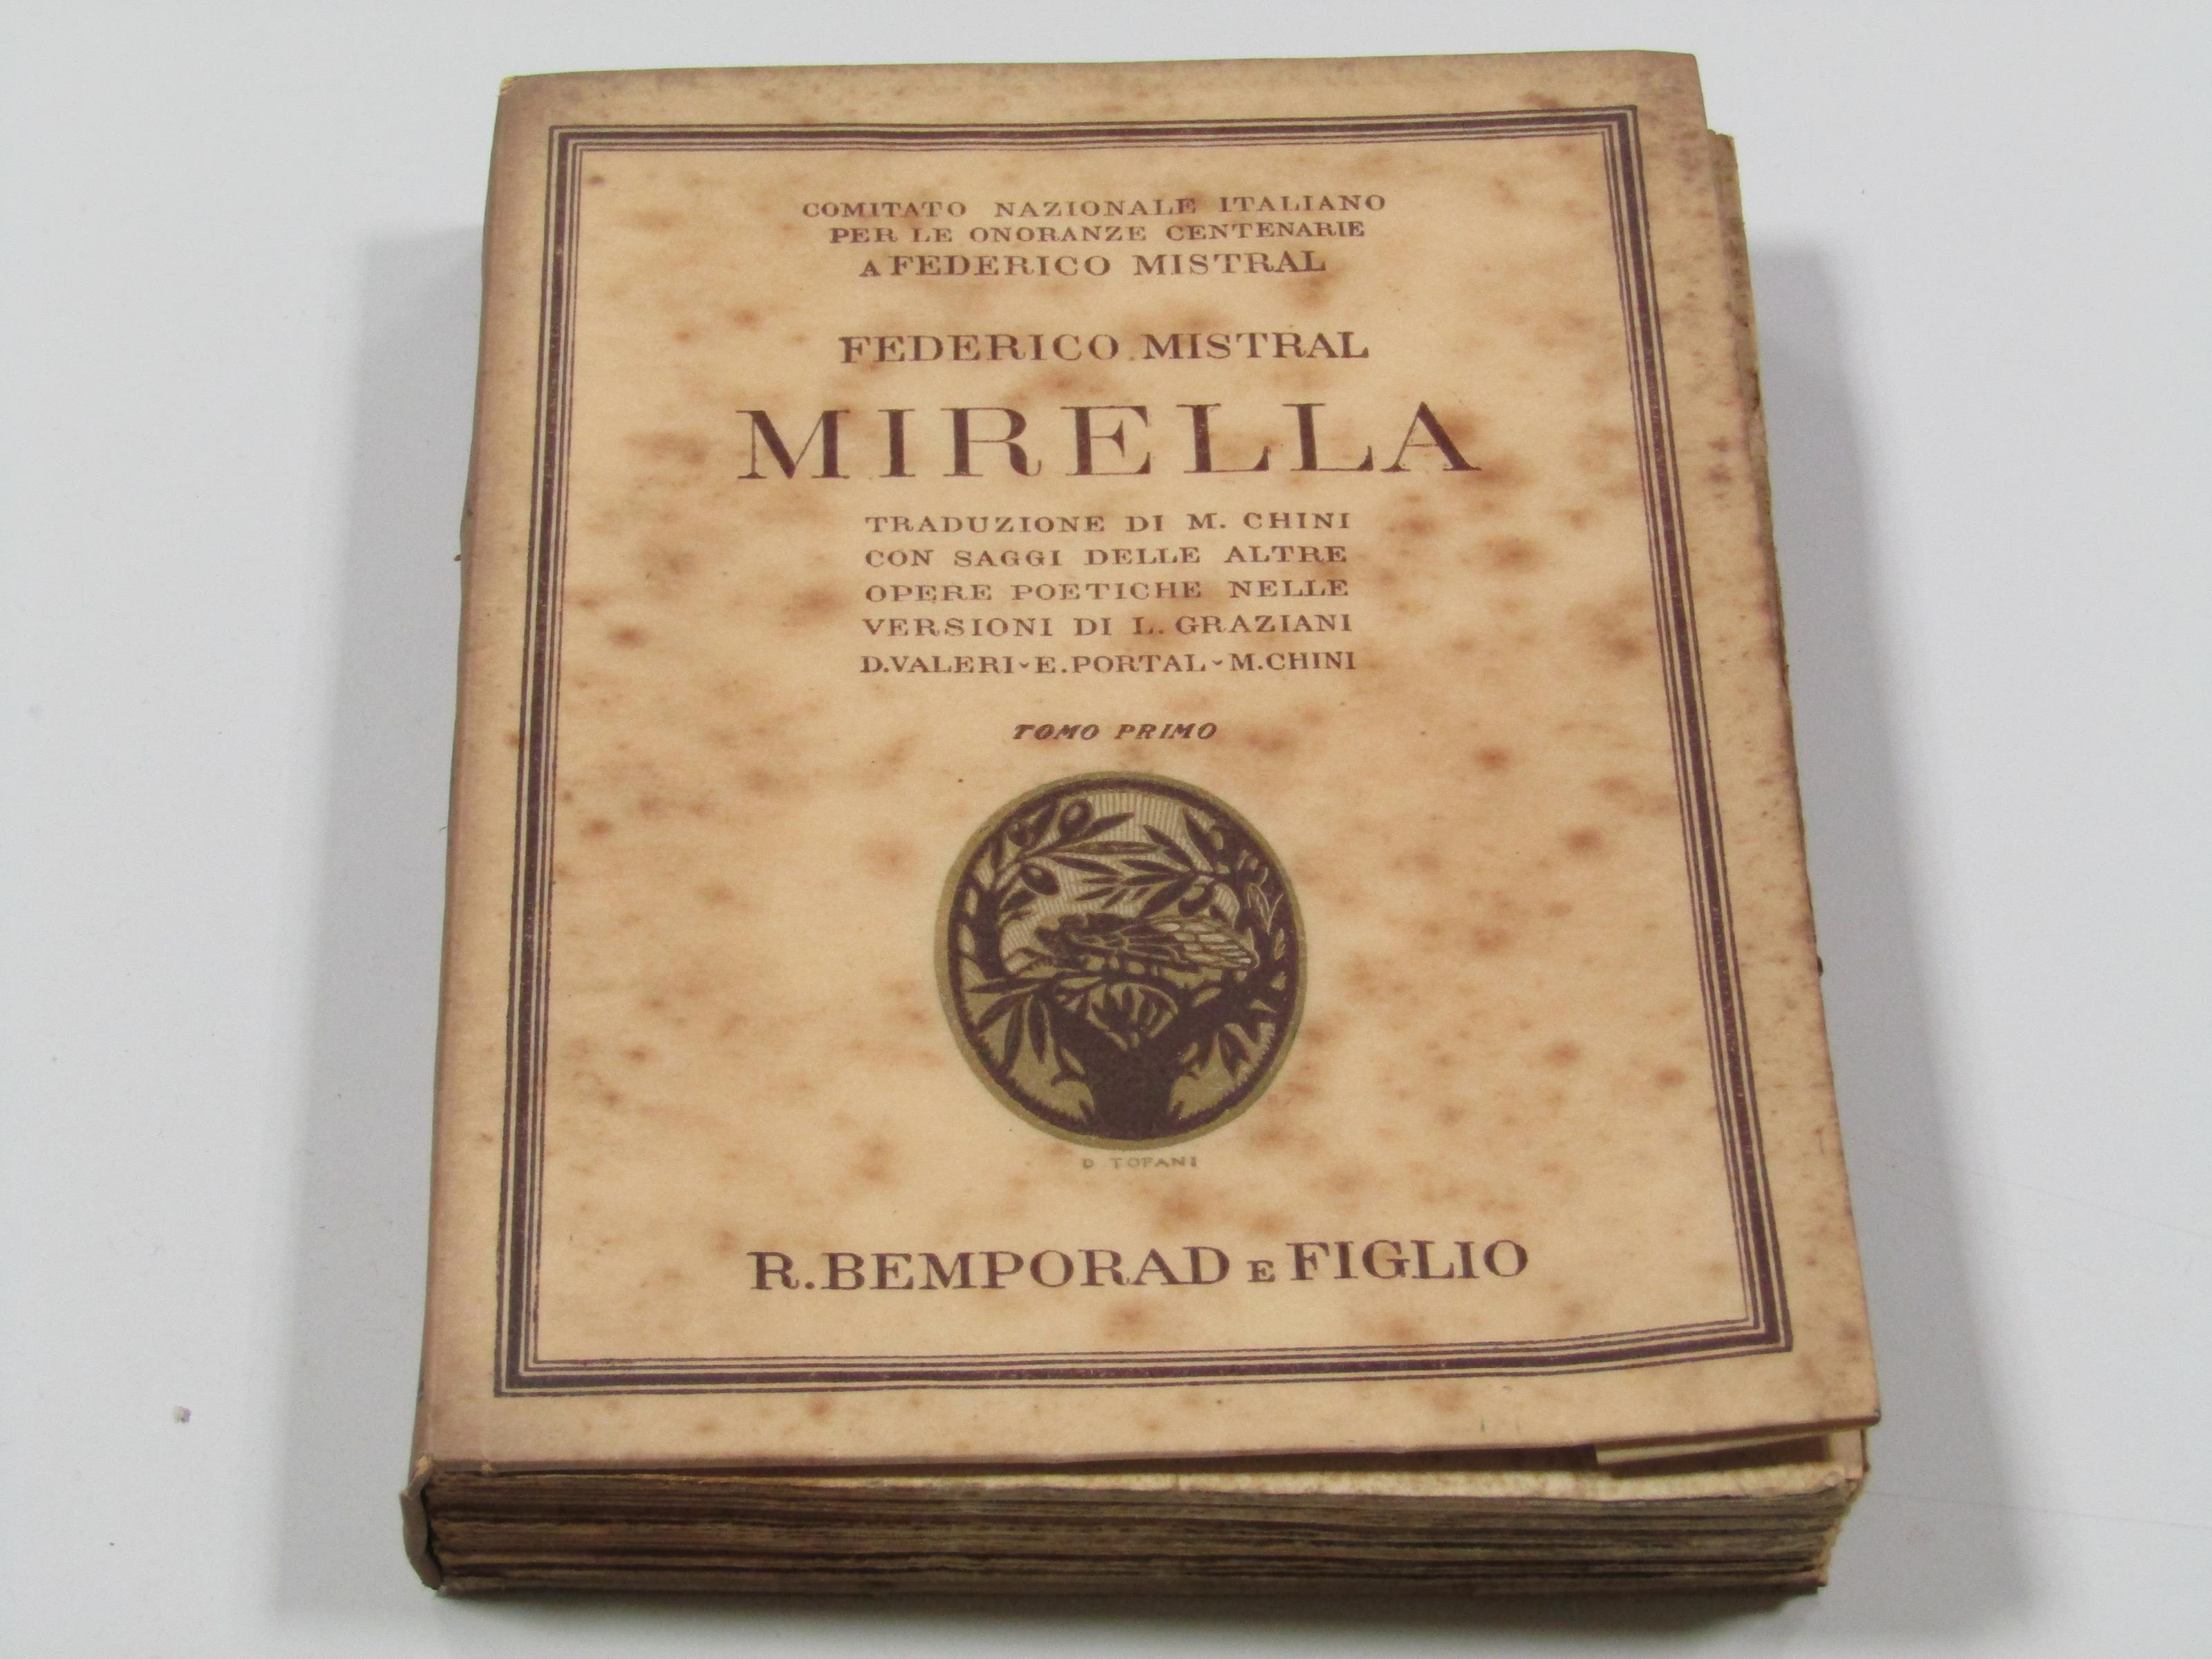 COMITATO NAZIONALE ITALIANO
PER LE ONORANZE CENTENARIE
A FEDERICO MISTRAL
FEDERICO MISTRAL
MIRELLA
TRADUZIONE DI M. CHINI
CON SAGGI DELLE ALTRE
OPERE POETICHE NELLE
VERSIONI DI L. GRAZIANI
D. VALERI - E. PORTAL - M. CHINI
TOMO PRIMO
D TOFANI
R. BEMPORAD E FIGLIO